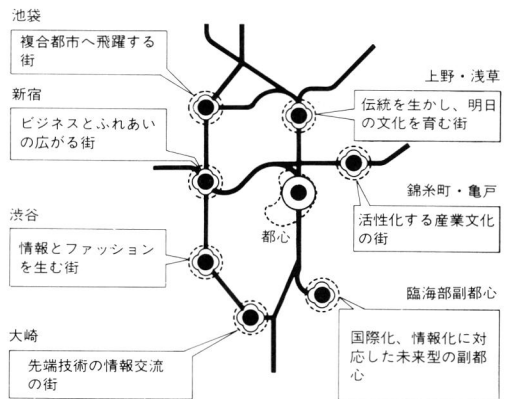 池袋
複合都市へ飛躍する
街
新宿
ビジネスとふれあい
の広がる街
渋谷
情報とファッション
を生む街
大崎
先端技術の情報交流
の街
都心
上野・浅草
伝統を生かし、明日
の文化を育む街
錦糸町・亀戸
活性化する産業文化
の街
臨海部副都心
国際化、情報化に対
応した未来型の副都
心